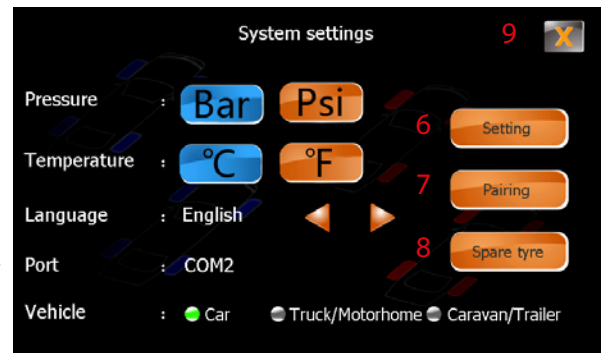 System settings 9 X
Pressure : Bar Psi
6 Setting
Temperature : °C °F
7 Pairing
Language : English
8 Spare tyre
Port : COM2
Vehicle : Car Truck/Motorhome Caravan/Trailer